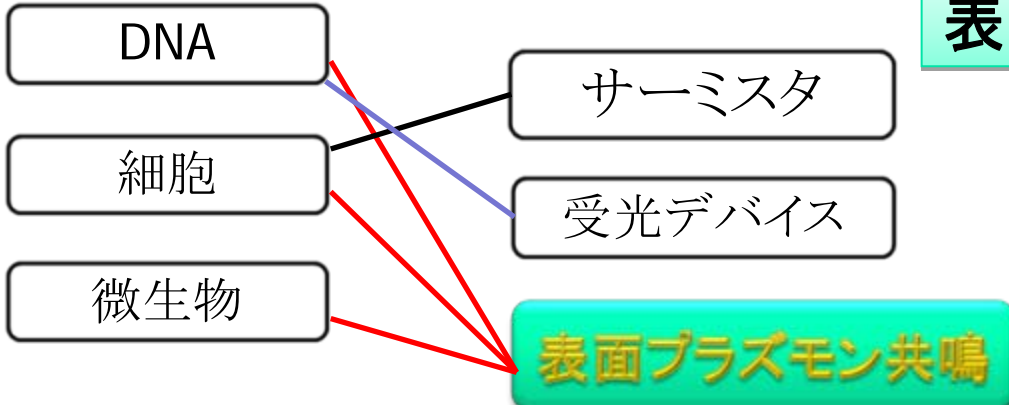 DNA
細胞
微生物
サーミスタ
受光デバイス
表面プラズモン共鳴
表